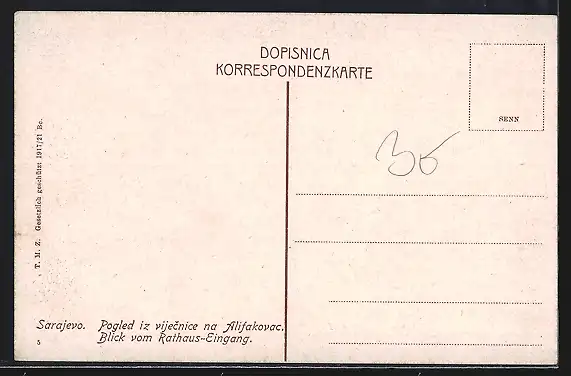 DOPISNICA
KORRESPONDENZKARTE
SENN
36
T. M. Z. Gesetzlich geschützt 1917/21 Bc.
Sarajevo. Pogled iz viječnice na Alifakovac.
Blick vom Rathaus-Eingang.
5